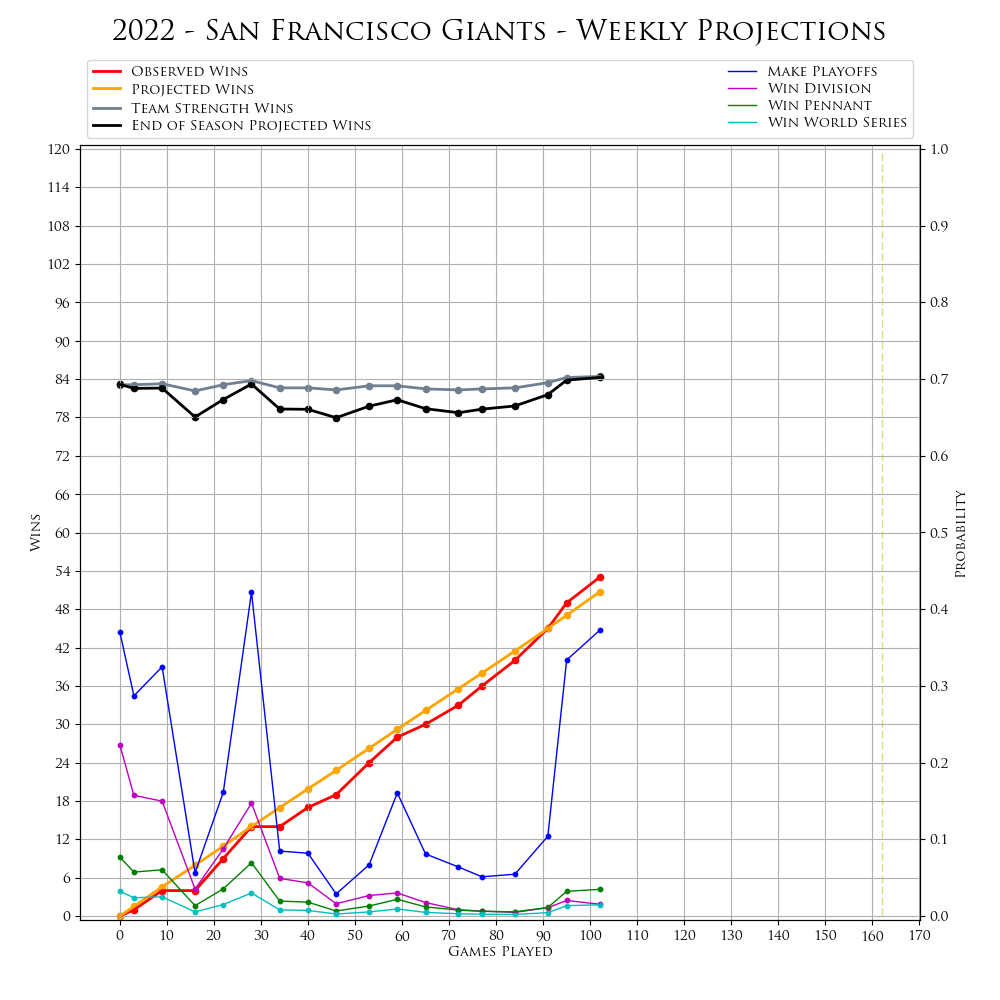 2022 - San Francisco Giants - Weekly Projections
Observed Wins
Projected Wins
Team Strength Wins
End of Season Projected Wins
Make Playoffs
Win Division
Win Pennant
Win World Series
120
114
108
102
96
90
84
78
72
66
60
54
48
42
36
30
24
18
12
6
0
Wins
1.0
0.9
0.8
0.7
0.6
0.5
0.4
0.3
0.2
0.1
0.0
Probability
0 10 20 30 40 50 60 70 80 90 100 110 120 130 140 150 160 170
Games Played